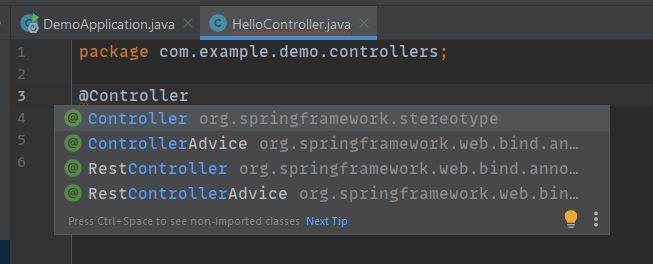 DemoApplication.java HelloController.java
1 package com.example.demo.controllers;
2
3 @Controller
4 Controller org.springframework.stereotype
5 ControllerAdvice org.springframework.web.bind.an…
RestController org.springframework.web.bind.anno…
6 RestControllerAdvice org.springframework.web.bin…
Press Ctrl+Space to see non-imported classes Next Tip